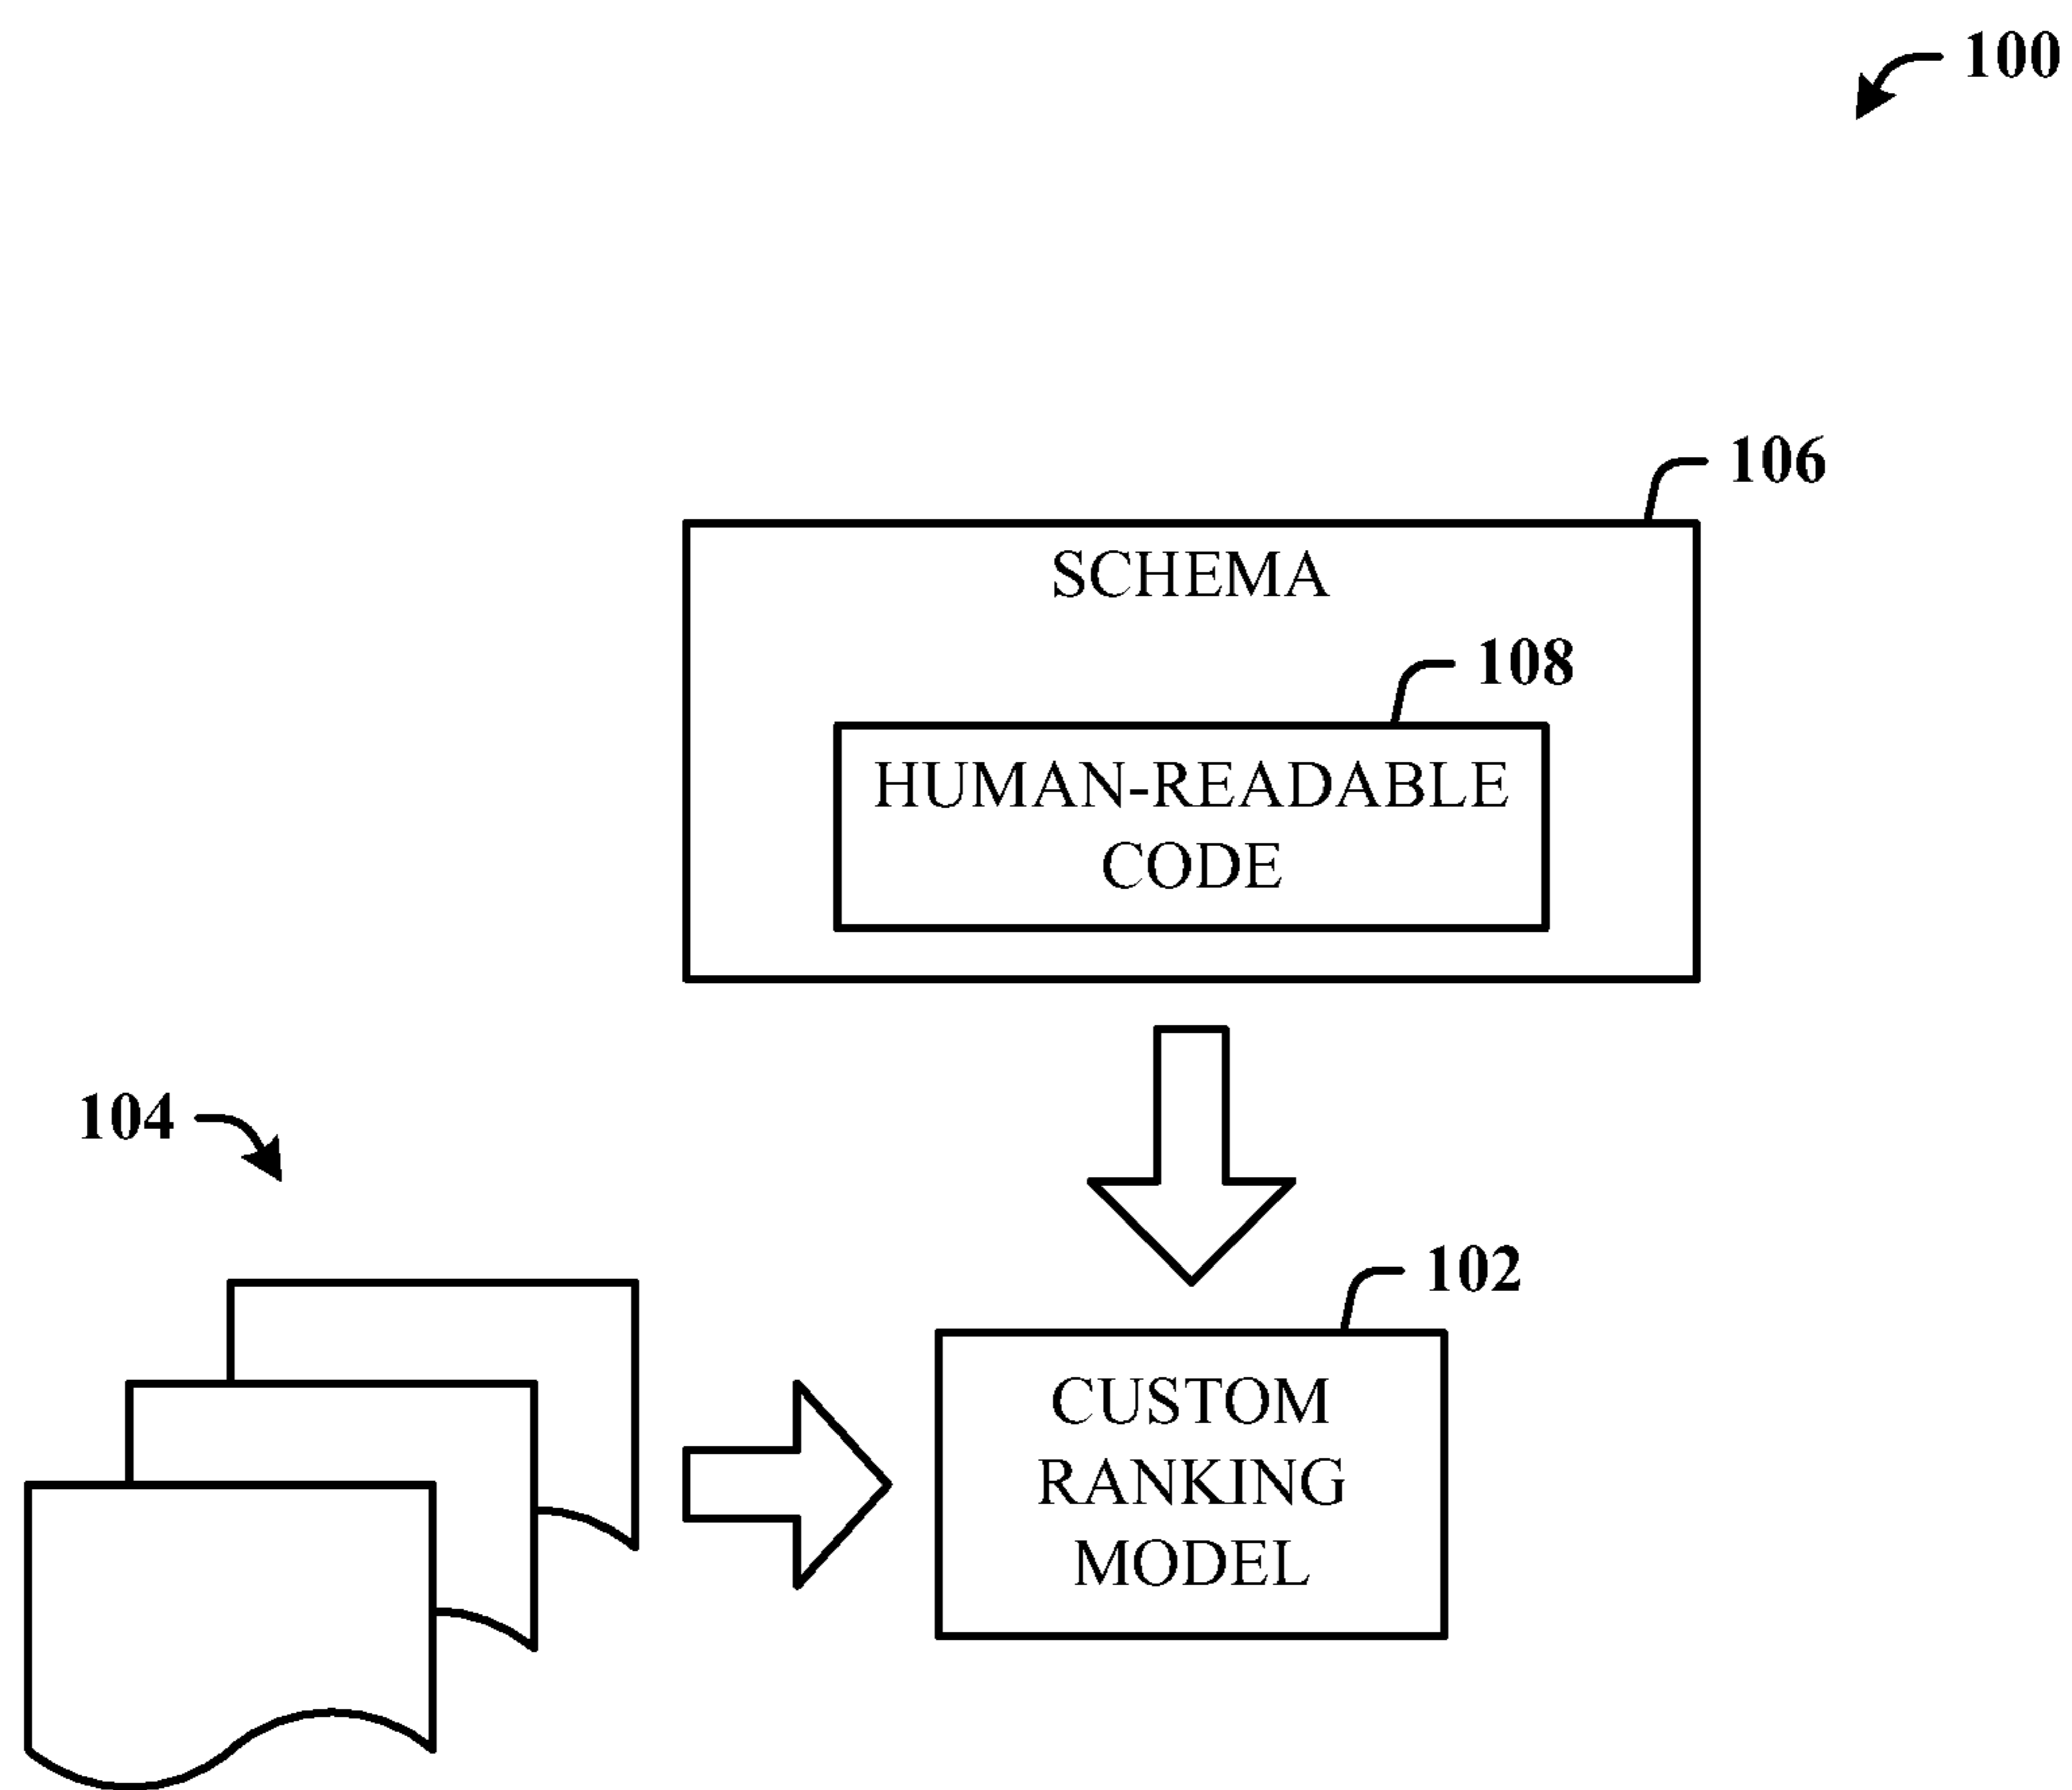 100
106
SCHEMA
108
HUMAN-READABLE
CODE
104
102
CUSTOM
RANKING
MODEL